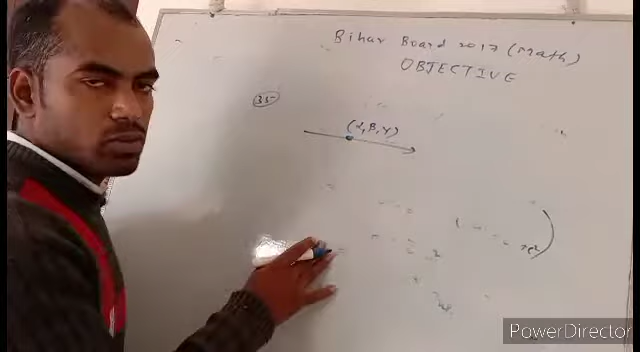 Bihar Board 2017 (Math)
OBJECTIVE
35
(α, β, γ)
PowerDirector